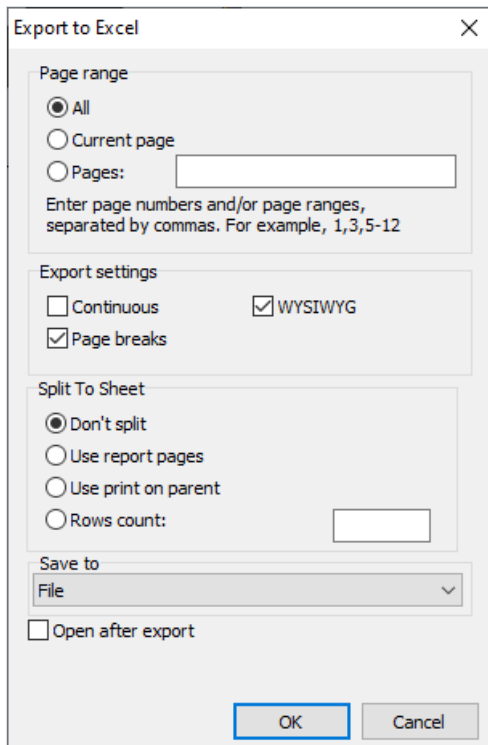 Export to Excel
Page range
All
Current page
Pages:
Enter page numbers and/or page ranges,
separated by commas. For example, 1,3,5-12
Export settings
Continuous WYSIWYG
Page breaks
Split To Sheet
Don't split
Use report pages
Use print on parent
Rows count:
Save to
File
Open after export
OK Cancel